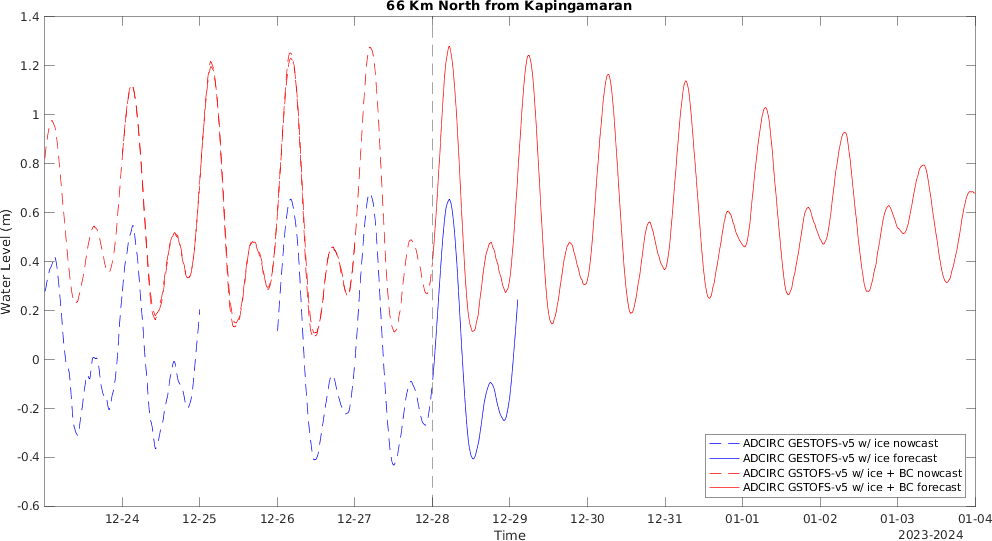 66 Km North from Kapingamaran
1.4
1.2
1
0.8
0.6
0.4
0.2
0
-0.2
-0.4
-0.6
Water Level (m)
ADCIRC GESTOFS-v5 w/ ice nowcast
ADCIRC GESTOFS-v5 w/ ice forecast
ADCIRC GSTOFS-v5 w/ ice + BC nowcast
ADCIRC GSTOFS-v5 w/ ice + BC forecast
12-24 12-25 12-26 12-27 12-28 12-29 12-30 12-31 01-01 01-02 01-03 01-04
Time
2023-2024